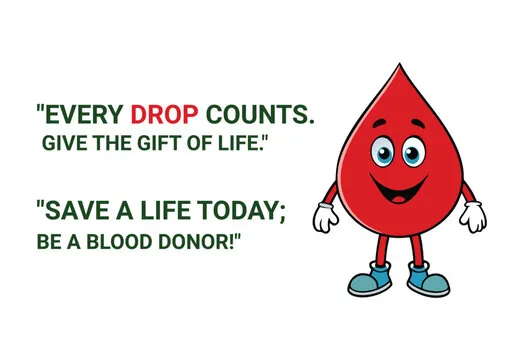 "EVERY DROP COUNTS.
GIVE THE GIFT OF LIFE."
"SAVE A LIFE TODAY;
BE A BLOOD DONOR!"